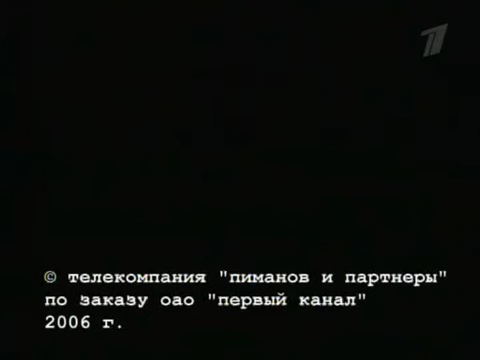 © телекомпания "пиманов и партнеры"
по заказу оао "первый канал"
2006 г.